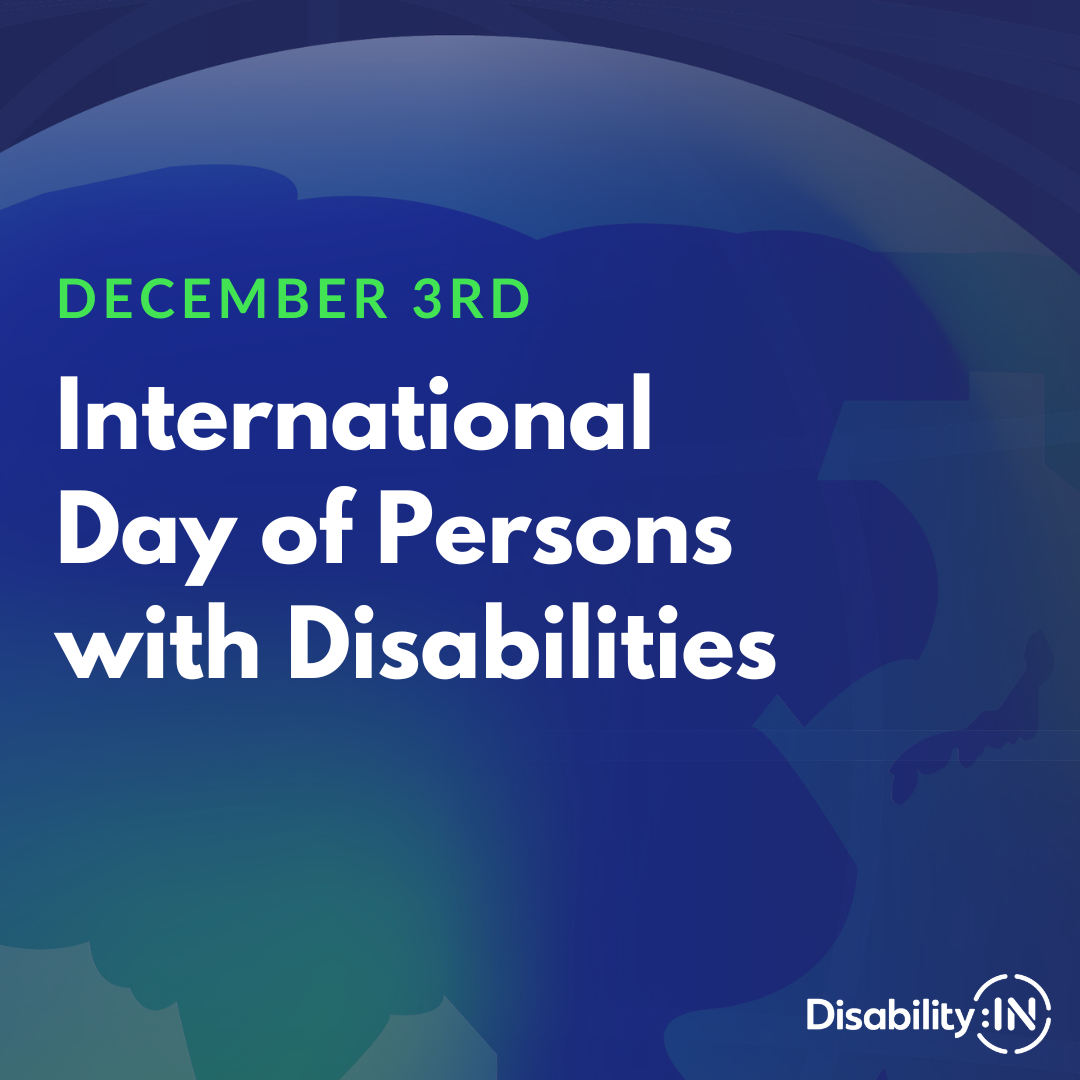 DECEMBER 3RD
International
Day of Persons
with Disabilities
Disability:IN